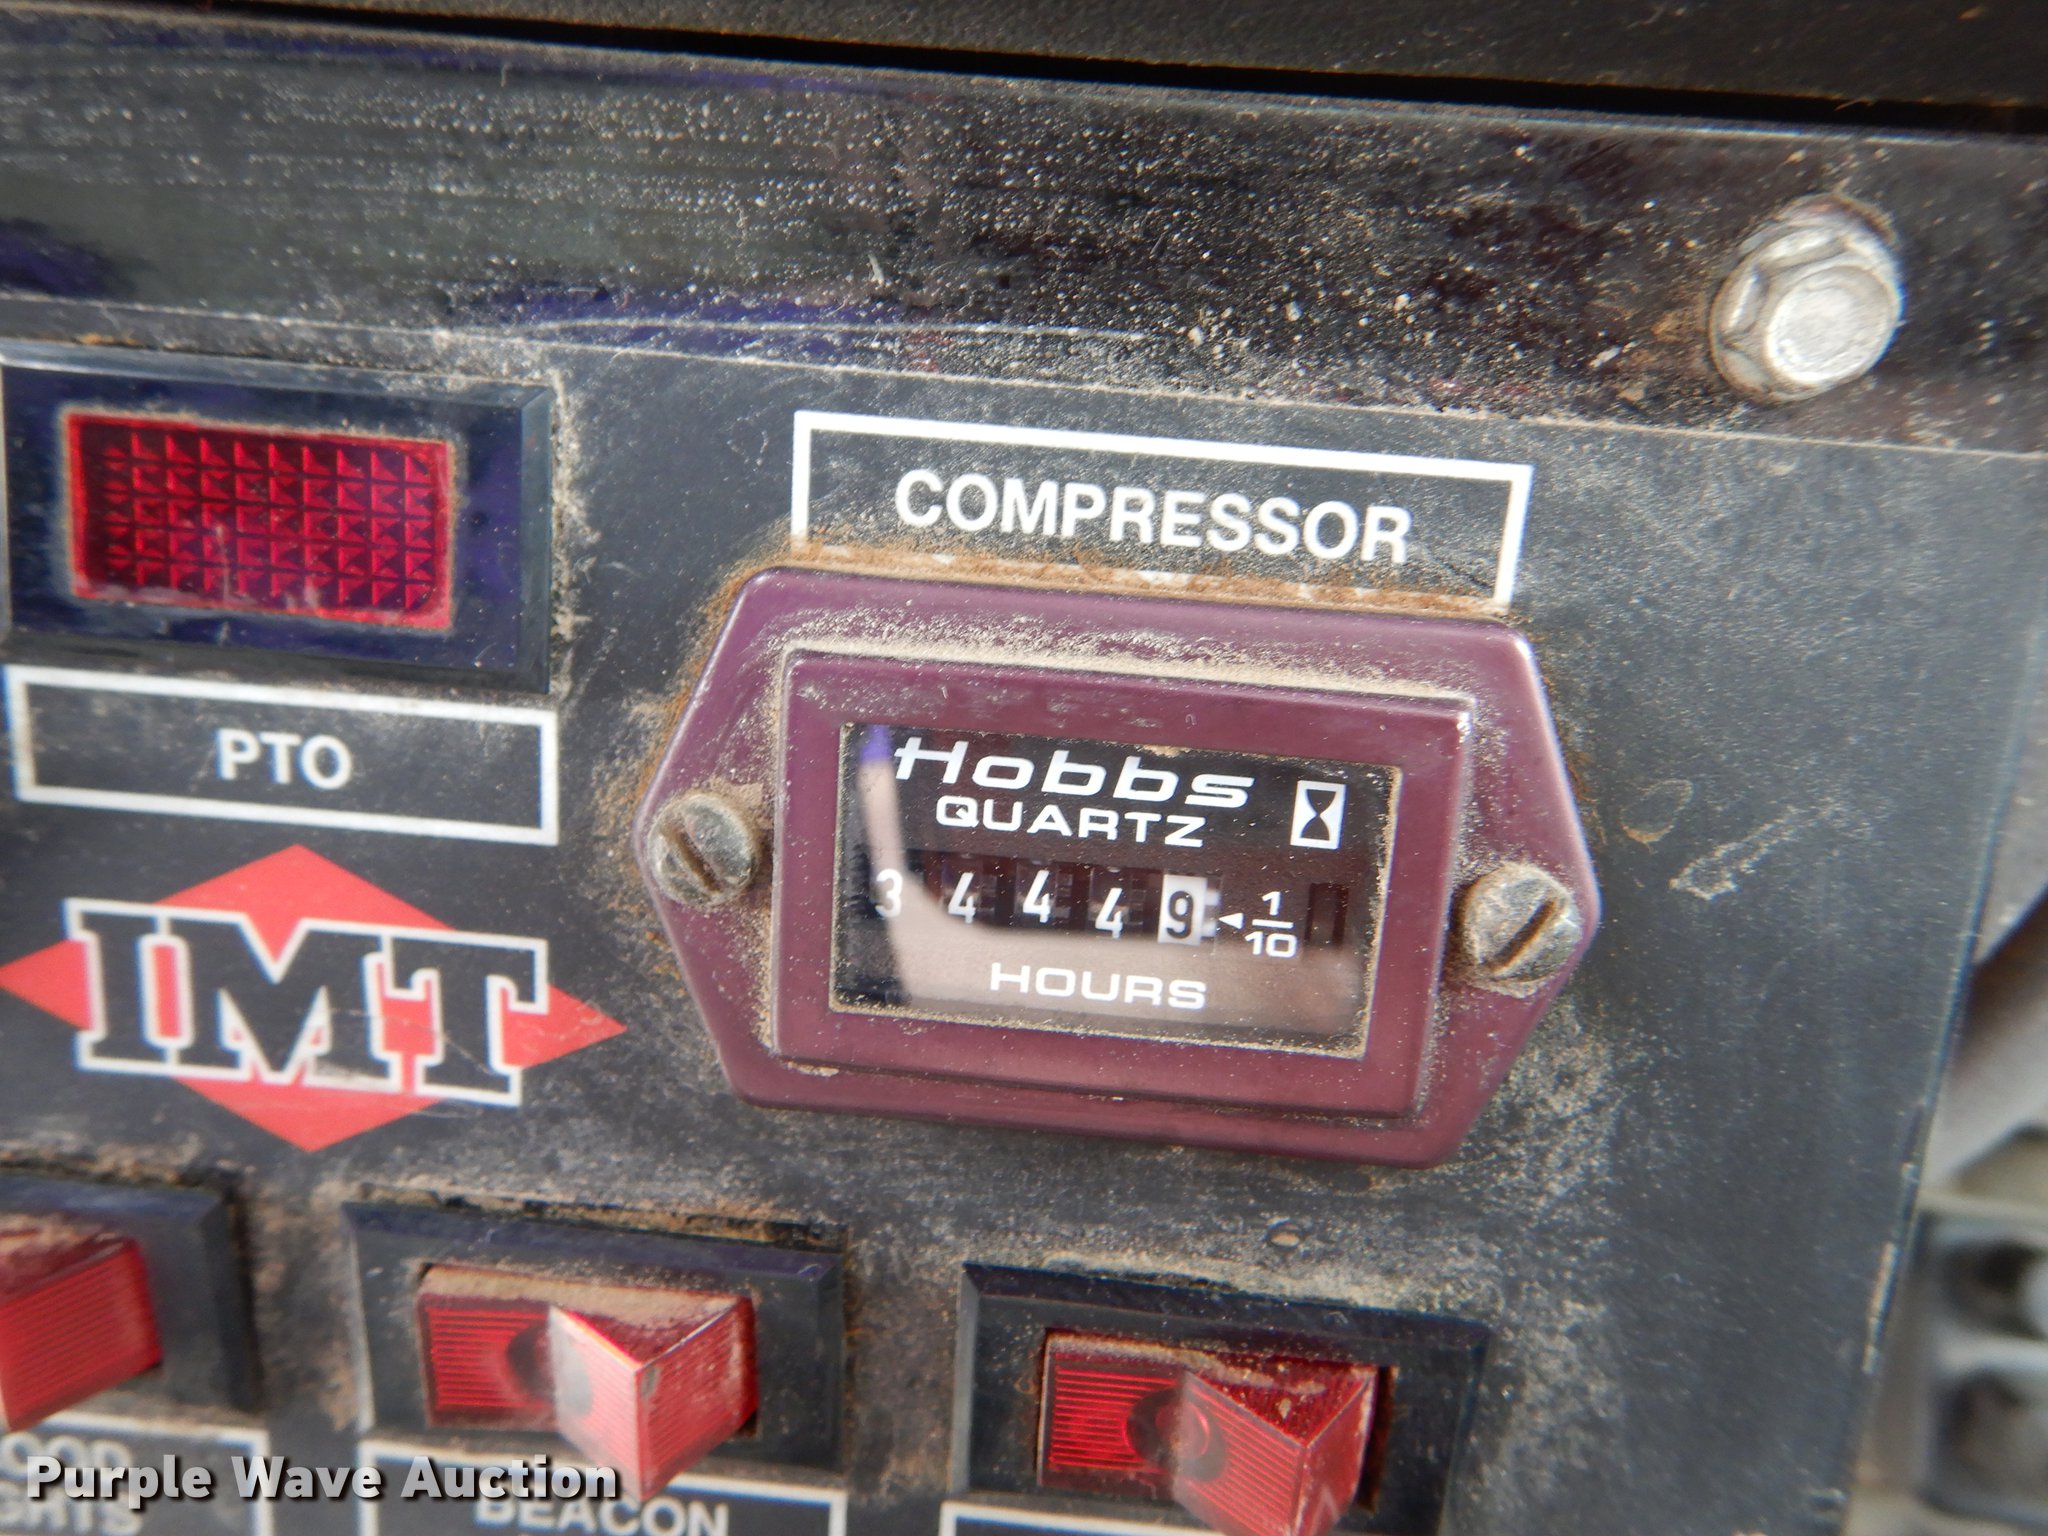 COMPRESSOR
PTO
Hobbs
QUARTZ
3 4 4 4 9 1/10
HOURS
IMT
BEACON
Purple Wave Auction